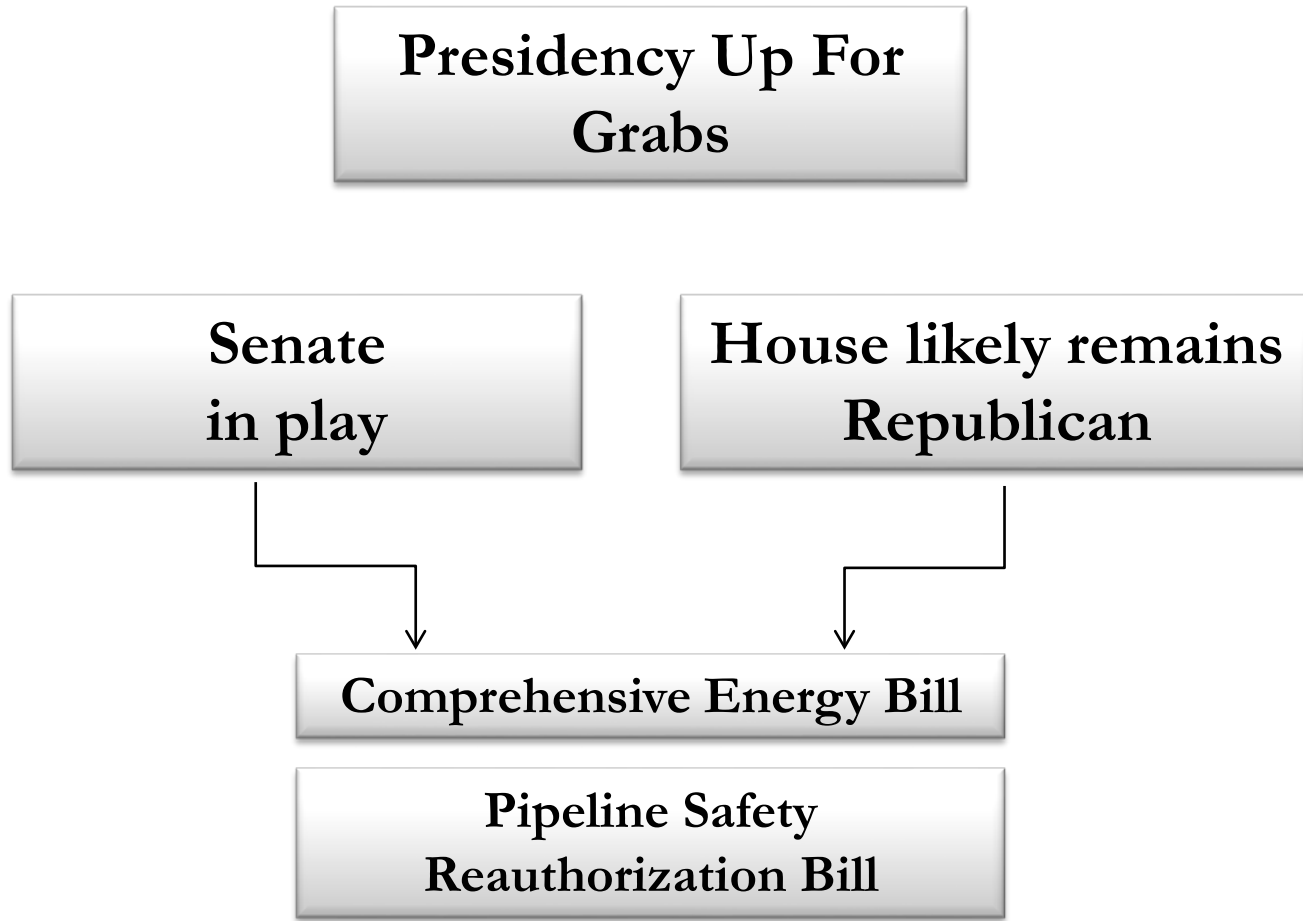 Presidency Up For
Grabs
Senate
in play
House likely remains
Republican
Comprehensive Energy Bill
Pipeline Safety
Reauthorization Bill